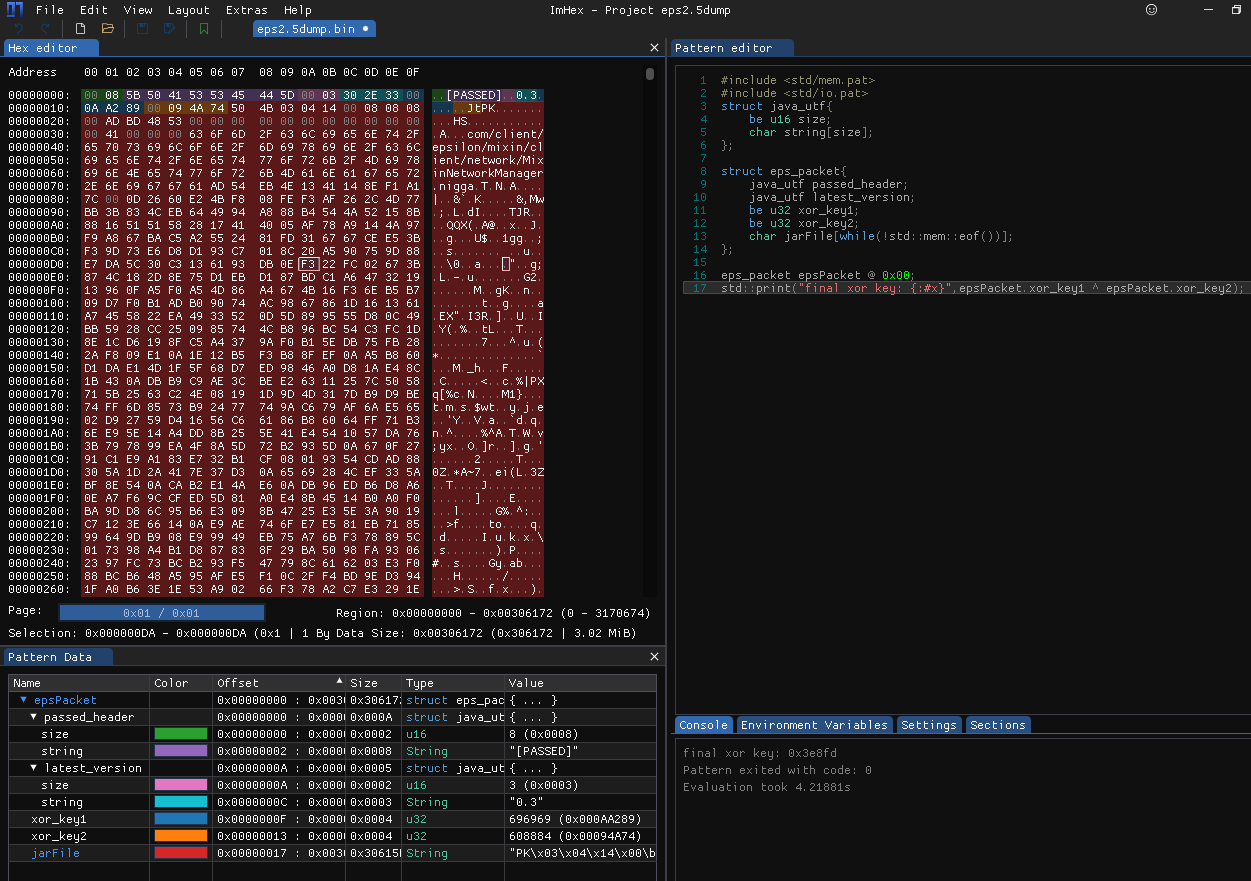 File Edit View Layout Extras Help
ImHex - Project eps2.5dump
eps2.5dump.bin
Hex editor
Address 00 01 02 03 04 05 06 07 08 09 0A 0B 0C 0D 0E 0F
00000000: 00 08 5B 50 41 53 53 45 44 5D 00 03 30 2E 33 00 ..[PASSED]..0.3.
00000010: 0A A2 89 00 09 4A 74 50 4B 03 04 14 00 08 08 08 .....JtPK.......
00000020: 00 AD BD 48 53 00 00 00 00 00 00 00 00 00 00 00 ...HS...........
00000030: 00 41 00 00 00 63 6F 6D 2F 63 6C 69 65 6E 74 2F .A...com/client/
00000040: 65 70 73 69 6C 6F 6E 2F 6D 69 78 69 6E 2F 63 6C epsilon/mixin/cl
00000050: 69 65 6E 74 2F 6E 65 74 77 6F 72 6B 2F 4D 69 78 ient/network/Mix
00000060: 69 6E 4E 65 74 77 6F 72 6B 4D 61 6E 61 67 65 72 inNetworkManager
00000070: 2E 6E 69 67 67 61 AD 54 EB 4E 13 41 14 8E F1 A1 .nigga.T.N.A....
00000080: 7C 00 0D 26 60 E2 4B F8 08 FE F3 AF 26 2C 4D 77 |..&`.K.....&,Mw
00000090: BB 3B 83 4C EB 64 49 94 A8 88 B4 54 4A 52 15 8B .;.L.dI....TJR..
000000A0: 88 16 51 51 58 28 17 41 40 05 AF 78 A9 14 4A 97 ..QQX(.A@..x..J.
000000B0: F9 A8 67 BA C5 A2 55 24 81 FD 31 67 67 CE E5 3B ..g...U$..1gg..;
000000C0: F3 9D 73 E6 D8 D1 93 C7 01 8C 20 A5 90 75 9D 88 ..s....... ..u..
000000D0: E7 DA 5C 30 C3 13 61 93 DB 0E F3 22 FC 02 67 3B ..\0..a...."..g;
000000E0: 87 4C 18 2D 8E 75 D1 EB D1 87 BD C1 A6 47 32 19 .L.-.u.......G2.
000000F0: 13 96 0F A5 F0 A5 4D 86 A4 67 4B 16 F3 6E B5 B7 ......M..gK..n..
00000100: 09 D7 F0 B1 AD B0 90 74 AC 98 67 86 1D 16 13 61 .......t..g....a
00000110: A7 45 58 22 EA 49 33 52 0D 5D 89 95 55 D8 0C 49 .EX".I3R.]..U..I
00000120: BB 59 28 CC 25 09 85 74 4C B8 96 BC 54 C3 FC 1D .Y(.%..tL...T...
00000130: 8E 1C D6 19 8F C5 A4 37 9A F0 B1 5E DB 75 FB 28 .......7...^.u.(
00000140: 2A F8 09 E1 0A 1E 12 B5 F3 B8 8F EF 0A A5 B8 60 *..............`
00000150: D1 DA E1 4D 1F 5F 68 D7 ED 98 46 A0 D8 1A E4 8C ...M._h...F.....
00000160: 1B 43 0A DB B9 C9 AE 3C BE E2 63 11 25 7C 50 58 .C.....<..c.%|PX
00000170: 71 5B 25 63 C2 4E 08 19 1D 9D 4D 31 7D B9 D9 BE q[%c.N....M1}...
00000180: 74 FF 6D 85 73 B9 24 77 74 9A C6 79 AF 6A E5 65 t.m.s.$wt..y.j.e
00000190: 02 D9 27 59 D4 16 56 C6 61 86 B8 60 64 FF 71 B3 ..'Y..V.a..`d.q.
000001A0: 6E E9 5E 14 A4 DD 8B 25 5E 41 E4 54 10 57 DA 76 n.^....%^A.T.W.v
000001B0: 3B 79 78 99 EA 4F 8A 5D 72 B2 93 5D 0A 67 0F 27 ;yx..O.]r..].g.'
000001C0: 91 C1 E9 A1 83 E7 32 B1 CF 08 01 93 54 CD AD 88 ......2.....T...
000001D0: 30 5A 1D 2A 41 7E 37 D3 0A 65 69 28 4C EF 33 5A 0Z.*A~7..ei(L.3Z
000001E0: BF 8E 54 0A CA B2 E1 4A E6 0A DB 96 ED B6 D8 A6 ..T....J........
000001F0: 0E A7 F6 9C CF ED 5D 81 A0 E4 8B 45 14 B0 A0 F0 ......]....E....
00000200: BA 9D D8 6C 95 B6 E3 09 8B 47 25 E3 5E 3A 90 19 ...l.....G%.^:..
00000210: C7 12 3E 66 14 0A E9 AE 74 6F E7 E5 81 EB 71 85 ..>f....to....q.
00000220: 99 64 9D B9 08 E9 99 49 EB 75 A7 6B F3 78 89 5C .d.....I.u.k.x.\
00000230: 01 73 98 A4 B1 D8 87 83 8F 29 BA 50 98 FA 93 06 .s.......).P....
00000240: 23 97 FC 73 BC B2 93 F5 47 79 8C 61 62 03 E3 F0 #..s....Gy.ab...
00000250: 88 BC B6 48 A5 95 AF E5 F1 0C 2F F4 BD 9E D3 94 ...H....../.....
00000260: 1F A0 B6 3E 1E 53 A9 02 66 F3 78 A2 C7 E3 29 1E ...>.S..f.x...).
Page: 0x01 / 0x01
Region: 0x00000000 - 0x00306172 (0 - 3170674)
Selection: 0x000000DA - 0x000000DA (0x1 | 1 By Data Size: 0x00306172 (0x306172 | 3.02 MiB)
Pattern Data
Name Color Offset Size Type Value
epsPacket 0x00000000 : 0x0030 0x30617 struct eps_pac { ... }
passed_header 0x00000000 : 0x000 0x000A struct java_ut { ... }
size 0x00000000 : 0x000 0x0002 u16 8 (0x0008)
string 0x00000002 : 0x000 0x0008 String "[PASSED]"
latest_version 0x0000000A : 0x000 0x0005 struct java_ut { ... }
size 0x0000000A : 0x000 0x0002 u16 3 (0x0003)
string 0x0000000C : 0x000 0x0003 String "0.3"
xor_key1 0x0000000F : 0x000 0x0004 u32 696969 (0x000AA289)
xor_key2 0x00000013 : 0x000 0x0004 u32 608884 (0x00094A74)
jarFile 0x00000017 : 0x0030 0x30615 String "PK\x03\x04\x14\x00\b
Pattern editor
1 #include <std/mem.pat>
2 #include <std/io.pat>
3 struct java_utf{
4 be u16 size;
5 char string[size];
6 };
7
8 struct eps_packet{
9 java_utf passed_header;
10 java_utf latest_version;
11 be u32 xor_key1;
12 be u32 xor_key2;
13 char jarFile[while(!std::mem::eof())];
14 };
15
16 eps_packet epsPacket @ 0x00;
17 std::print("final xor key: {:#x}",epsPacket.xor_key1 ^ epsPacket.xor_key2);
Console Environment Variables Settings Sections
final xor key: 0x3e8fd
Pattern exited with code: 0
Evaluation took 4.21881s